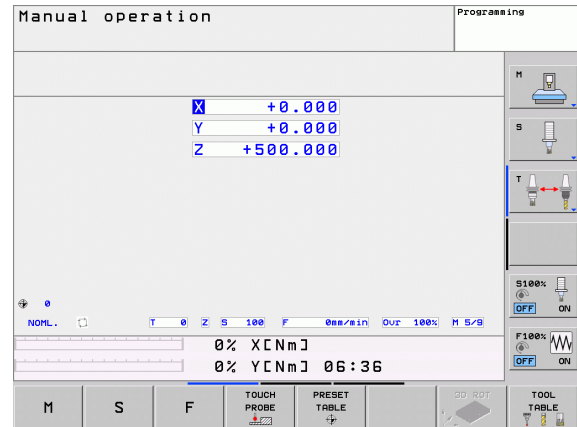 Manual operation
Programming
M
X +0.000
Y +0.000
S
Z +500.000
T
0
S100%
OFF ON
NOML. T 0 Z S 100 F 0mm/min Ovr 100% M 5/9
0% X[Nm]
F100%
OFF ON
0% Y[Nm] 06:36
M
S
F
TOUCH PROBE
PRESET TABLE
3D ROT
TOOL TABLE